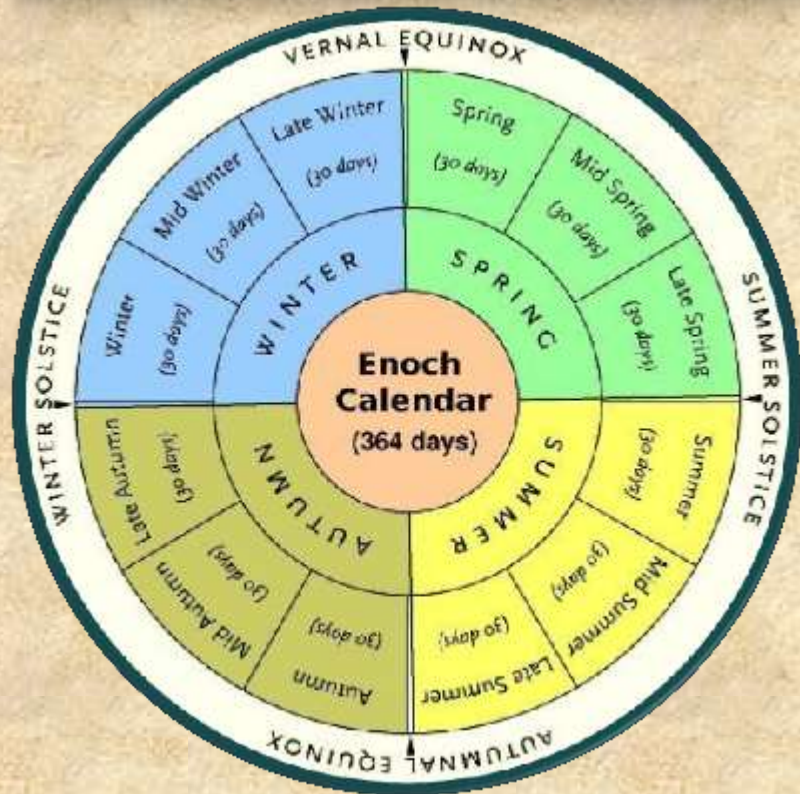 VERNAL EQUINOX
SUMMER SOLSTICE
AUTUMNAL EQUINOX
WINTER SOLSTICE
Spring
(30 days)
Mid Spring
(30 days)
Late Spring
(30 days)
Summer
(30 days)
Mid Summer
(30 days)
Late Summer
(30 days)
Autumn
(30 days)
Mid Autumn
(30 days)
Late Autumn
(30 days)
Winter
(30 days)
Mid Winter
(30 days)
Late Winter
(30 days)
SPRING
SUMMER
AUTUMN
WINTER
Enoch
Calendar
(364 days)